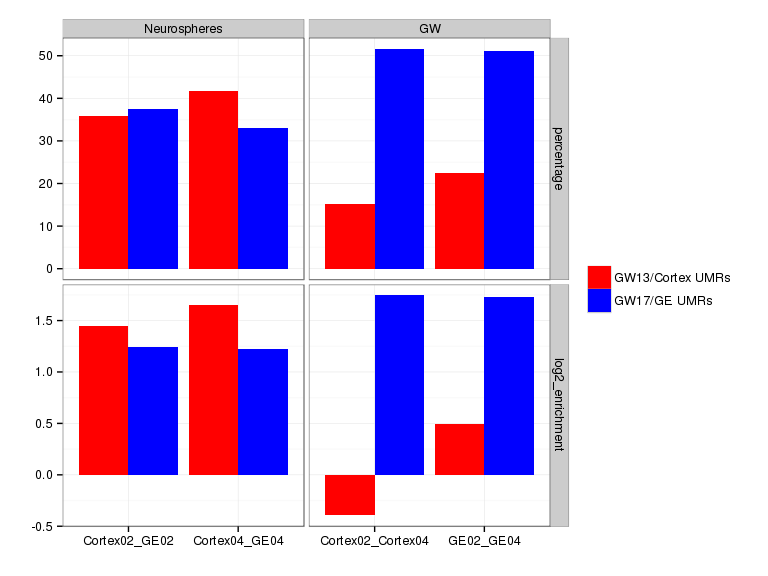 Neurospheres
GW
50
40
30
20
10
0
percentage
1.5
1.0
0.5
0.0
-0.5
log2_enrichment
Cortex02_GE02
Cortex04_GE04
Cortex02_Cortex04
GE02_GE04
GW13/Cortex UMRs
GW17/GE UMRs